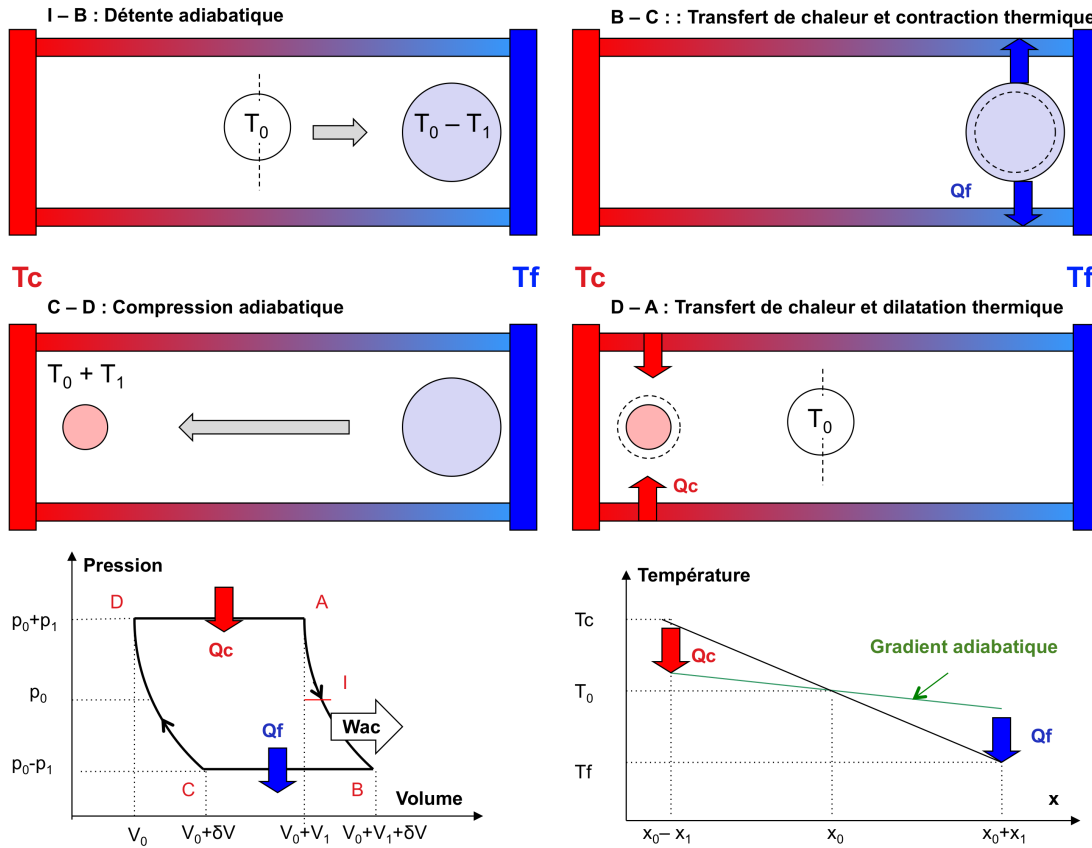 I – B : Détente adiabatique
T₀
T₀ – T₁
B – C : : Transfert de chaleur et contraction thermique
Qf
Tc
Tf
Tc
Tf
C – D : Compression adiabatique
T₀ + T₁
D – A : Transfert de chaleur et dilatation thermique
T₀
Qc
Pression
D
A
p₀+p₁
Qc
I
p₀
Wac
Qf
p₀-p₁
C
B
Volume
V₀
V₀+δV
V₀+V₁
V₀+V₁+δV
Température
Tc
Qc
Gradient adiabatique
T₀
Qf
Tf
x
x₀– x₁
x₀
x₀+x₁